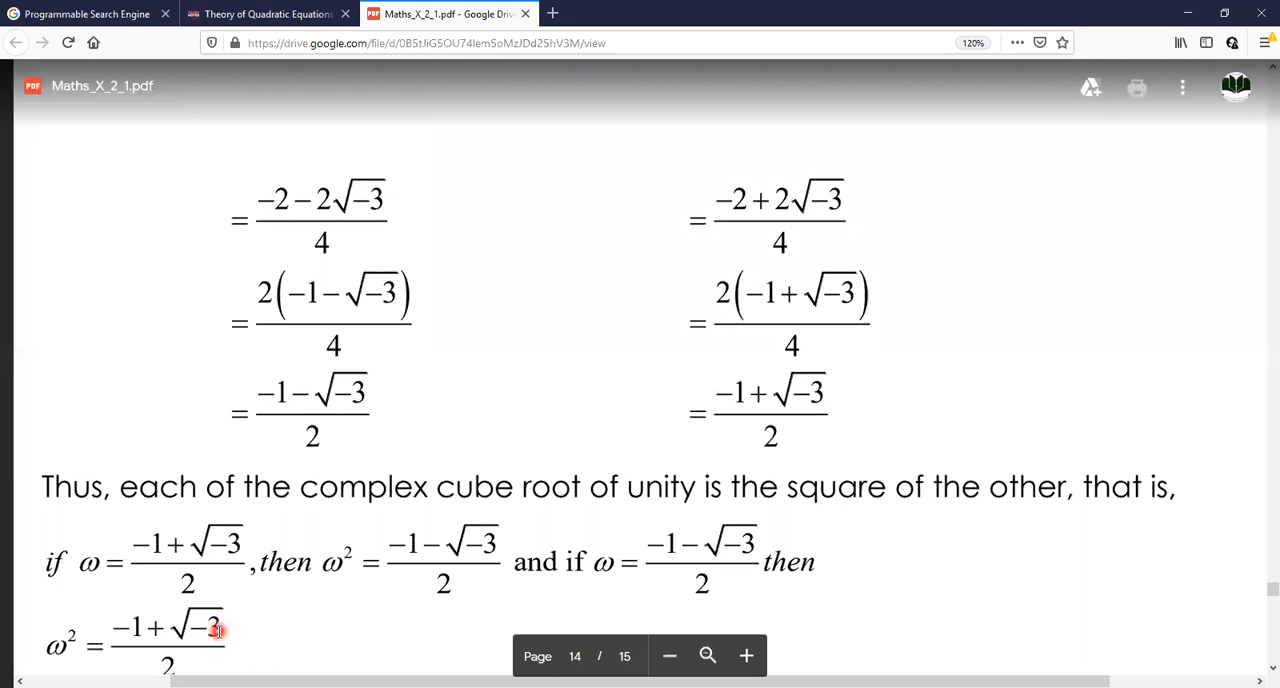 Programmable Search Engine
Theory of Quadratic Equations
Maths_X_2_1.pdf - Google Driv
https://drive.google.com/file/d/0B5tJiG5OU74lem5oMzJDd25hV3M/view
120%
PDF Maths_X_2_1.pdf
= (−2 − 2√−3)/4
= 2(−1 − √−3)/4
= (−1 − √−3)/2
= (−2 + 2√−3)/4
= 2(−1 + √−3)/4
= (−1 + √−3)/2
Thus, each of the complex cube root of unity is the square of the other, that is,
if ω = (−1 + √−3)/2, then ω² = (−1 − √−3)/2 and if ω = (−1 − √−3)/2 then
ω² = (−1 + √−3)/2
Page 14 / 15